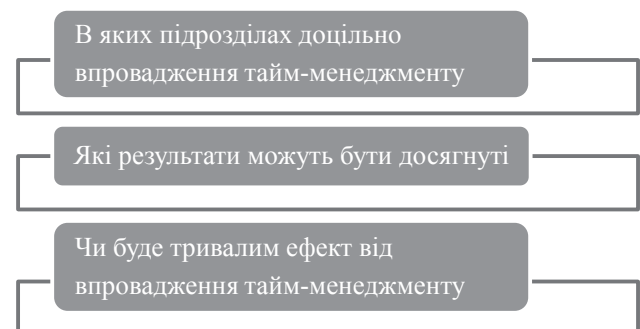 В яких підрозділах доцільно
впровадження тайм-менеджменту
Які результати можуть бути досягнуті
Чи буде тривалим ефект від
впровадження тайм-менеджменту